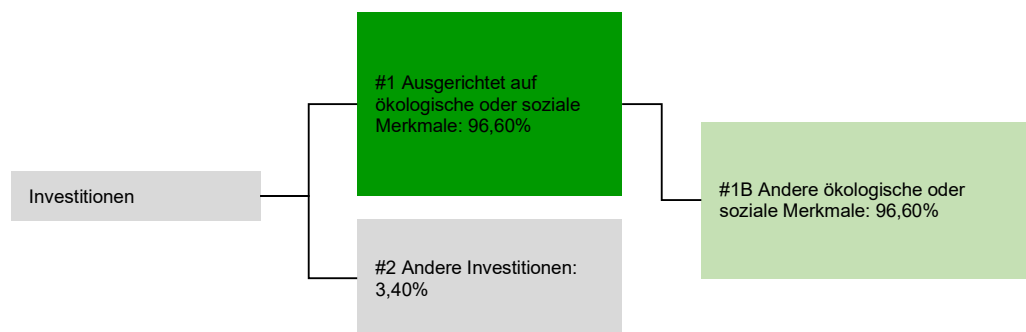 #1 Ausgerichtet auf
ökologische oder soziale
Merkmale: 96,60%
Investitionen
#1B Andere ökologische oder
soziale Merkmale: 96,60%
#2 Andere Investitionen:
3,40%